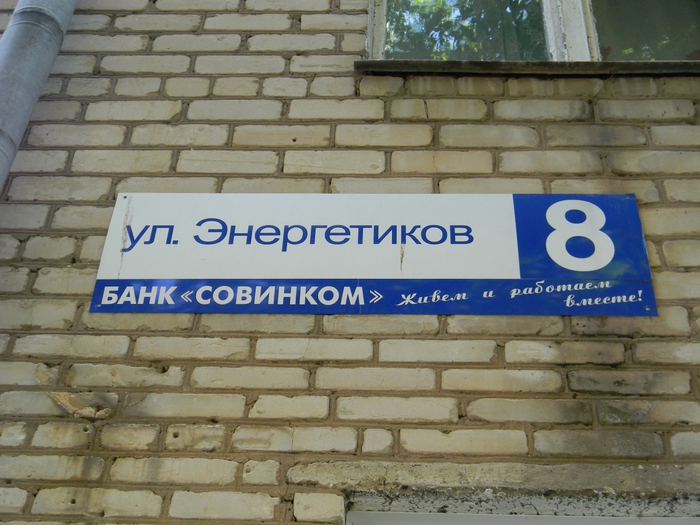 ул. Энергетиков 8
БАНК «СОВИНКОМ» Живем и работаем
вместе!